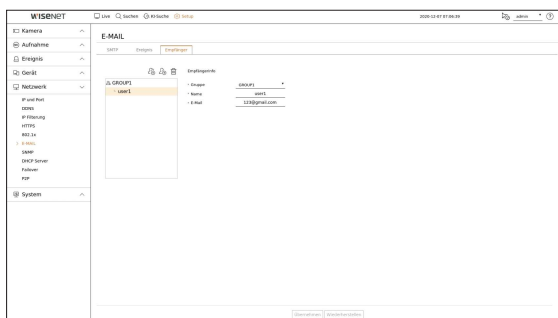 WISENET
Live Suchen KI-Suche Setup 2020-12-07 07:06:39 admin
Kamera
Aufnahme
Ereignis
Gerät
Netzwerk
IP und Port
DDNS
IP Filterung
HTTPS
802.1x
E-MAIL
SNMP
DHCP Server
Failover
P2P
System
E-MAIL
SMTP Ereignis Empfänger
GROUP1
user1
Empfängerinfo
Gruppe GROUP1
Name user1
E-Mail 123@gmail.com
Übernehmen Wiederherstellen